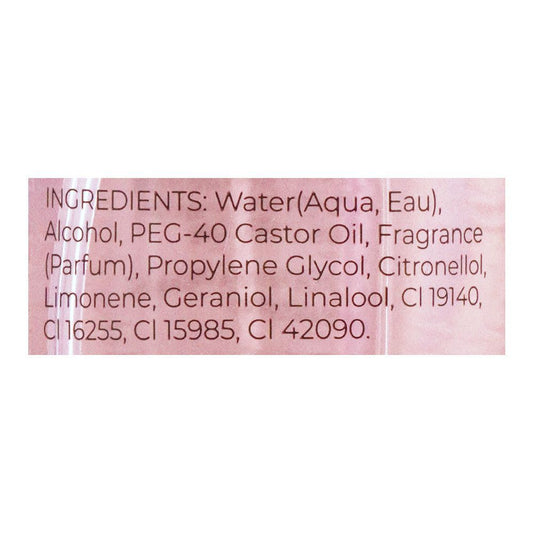 INGREDIENTS: Water(Aqua, Eau),
Alcohol, PEG-40 Castor Oil, Fragrance
(Parfum), Propylene Glycol, Citronellol,
Limonene, Geraniol, Linalool, CI 19140,
CI 16255, CI 15985, CI 42090.